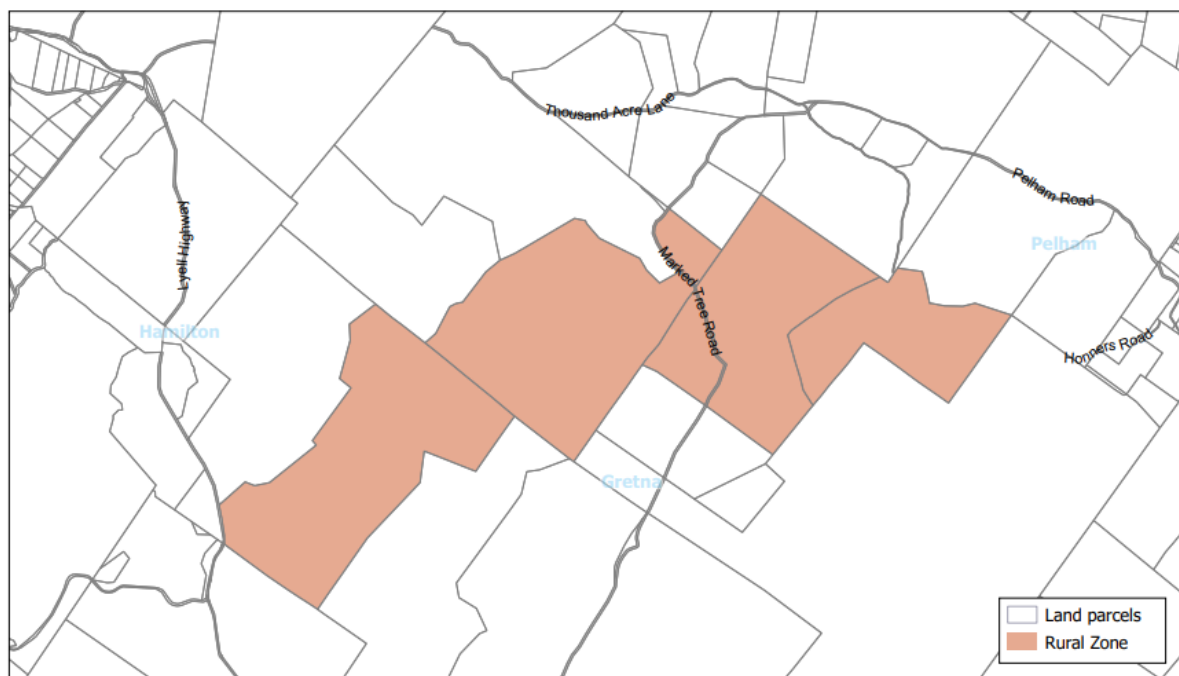 Thousand Acre Lane
Pelham Road
Lyell Highway
Pelham
Marked Tree Road
Hamilton
Honners Road
Gretna
Land parcels
Rural Zone